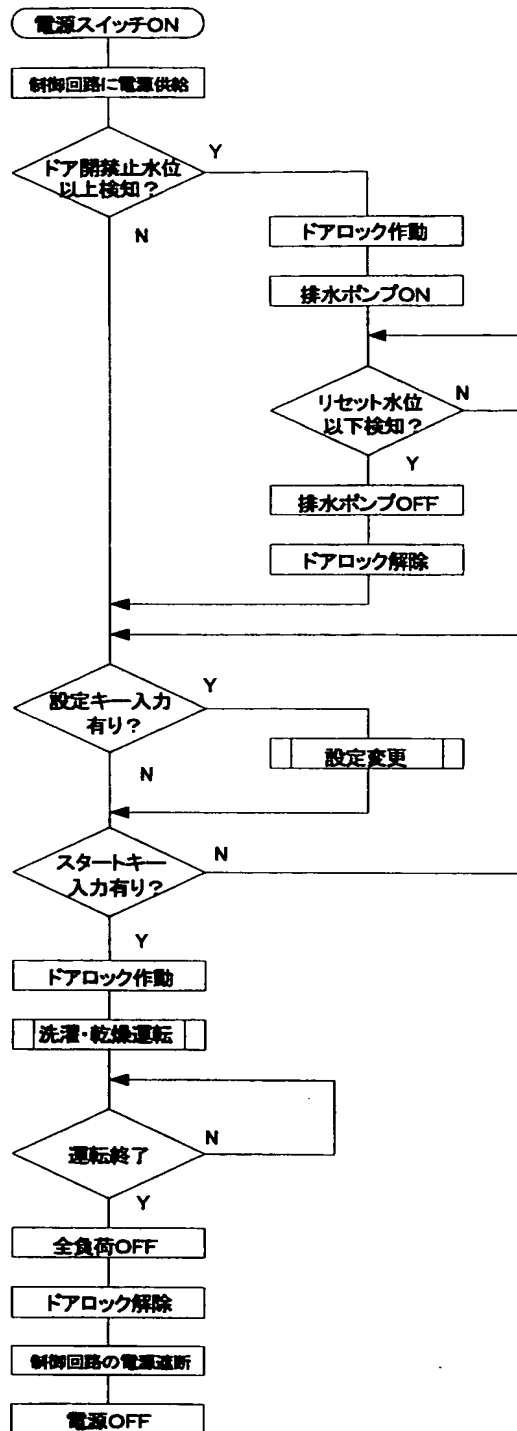 電源スイッチON
制御回路に電源供給
ドア開禁止水位
以上検知？
Y
N
ドアロック作動
排水ポンプON
リセット水位
以下検知？
N
Y
排水ポンプOFF
ドアロック解除
設定キー入力
有り？
Y
N
設定変更
スタートキー
入力有り？
N
Y
ドアロック作動
洗濯・乾燥運転
運転終了
N
Y
全負荷OFF
ドアロック解除
制御回路の電源遮断
電源OFF